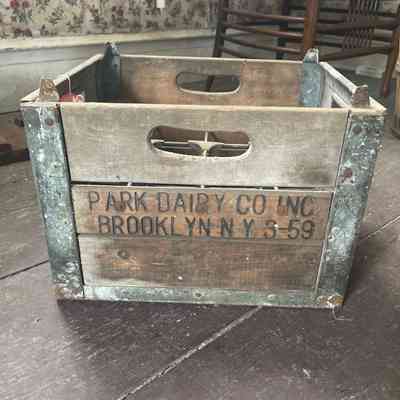 PARK DAIRY CO INC
BROOKLYN N.Y. 3-59